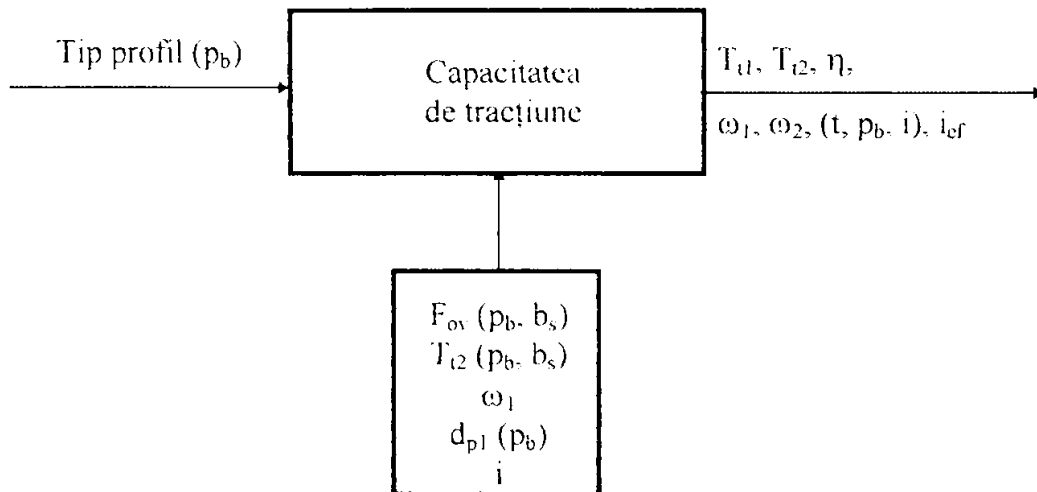 Tip profil (p_b)
Capacitatea
de tracțiune
T_t1, T_t2, η,
ω_1, ω_2, (t, p_b, i), i_ef
F_ov (p_b, b_s)
T_t2 (p_b, b_s)
ω_1
d_p1 (p_b)
i